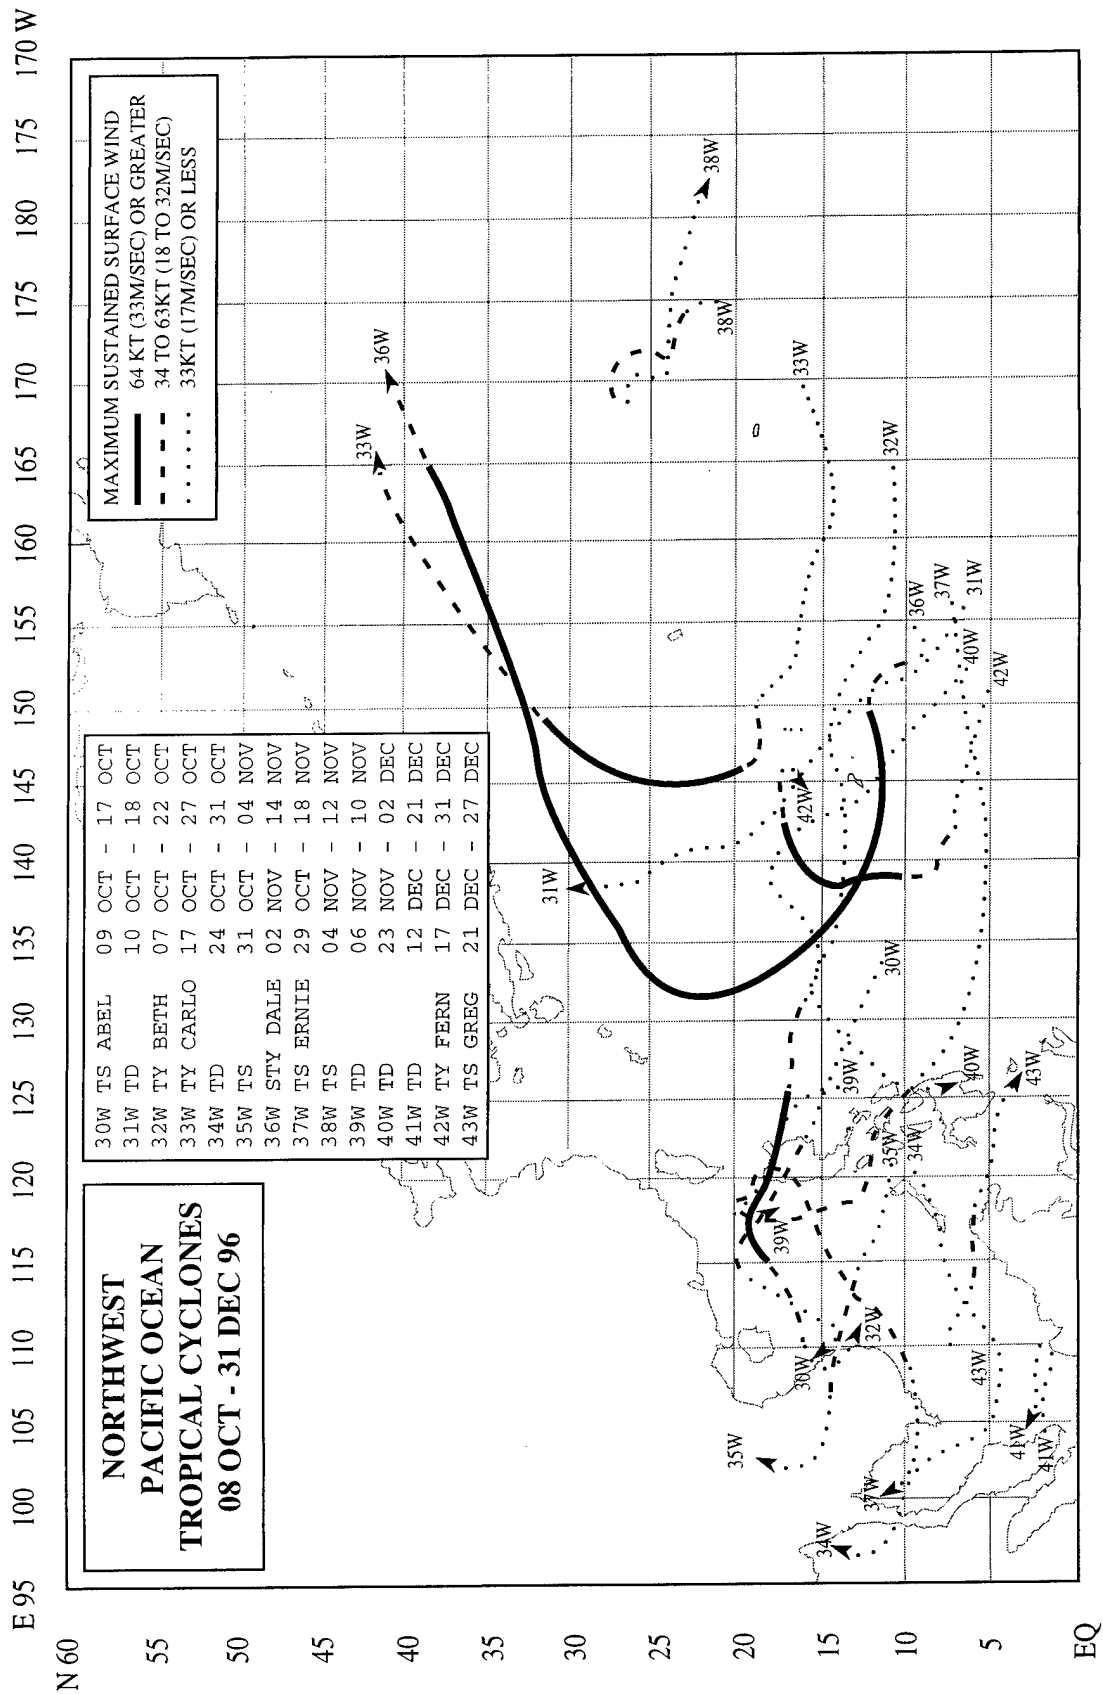 NORTHWEST
PACIFIC OCEAN
TROPICAL CYCLONES
08 OCT - 31 DEC 96
30W TS ABEL 09 OCT - 17 OCT
31W TD 10 OCT - 18 OCT
32W TY BETH 07 OCT - 22 OCT
33W TY CARLO 17 OCT - 27 OCT
34W TD 24 OCT - 31 OCT
35W TS 31 OCT - 04 NOV
36W STY DALE 02 NOV - 14 NOV
37W TS ERNIE 29 OCT - 18 NOV
38W TS 04 NOV - 12 NOV
39W TD 06 NOV - 10 NOV
40W TD 23 NOV - 02 DEC
41W TD 12 DEC - 21 DEC
42W TY FERN 17 DEC - 31 DEC
43W TS GREG 21 DEC - 27 DEC
MAXIMUM SUSTAINED SURFACE WIND
64 KT (33M/SEC) OR GREATER
34 TO 63KT (18 TO 32M/SEC)
33KT (17M/SEC) OR LESS
E 95 100 105 110 115 120 125 130 135 140 145 150 155 160 165 170 175 180 175 170 W
N 60
55
50
45
40
35
30
25
20
15
10
5
EQ
33W
36W
31W
38W
38W
33W
32W
36W
37W
31W
40W
42W
42W
30W
39W
40W
43W
35W
34W
39W
32W
30W
43W
35W
41W
41W
37W
34W